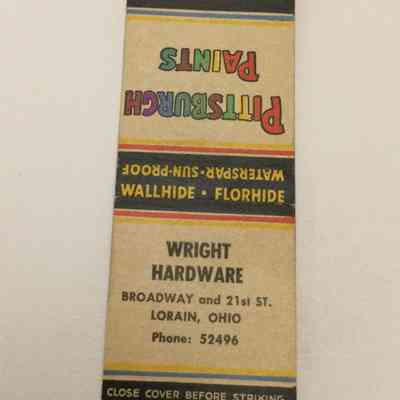 PITTSBURGH
PAINTS
WATERSPAR • SUN-PROOF
WALLHIDE • FLORHIDE
WRIGHT
HARDWARE
BROADWAY and 21st ST.
LORAIN, OHIO
Phone: 52496
CLOSE COVER BEFORE STRIKING